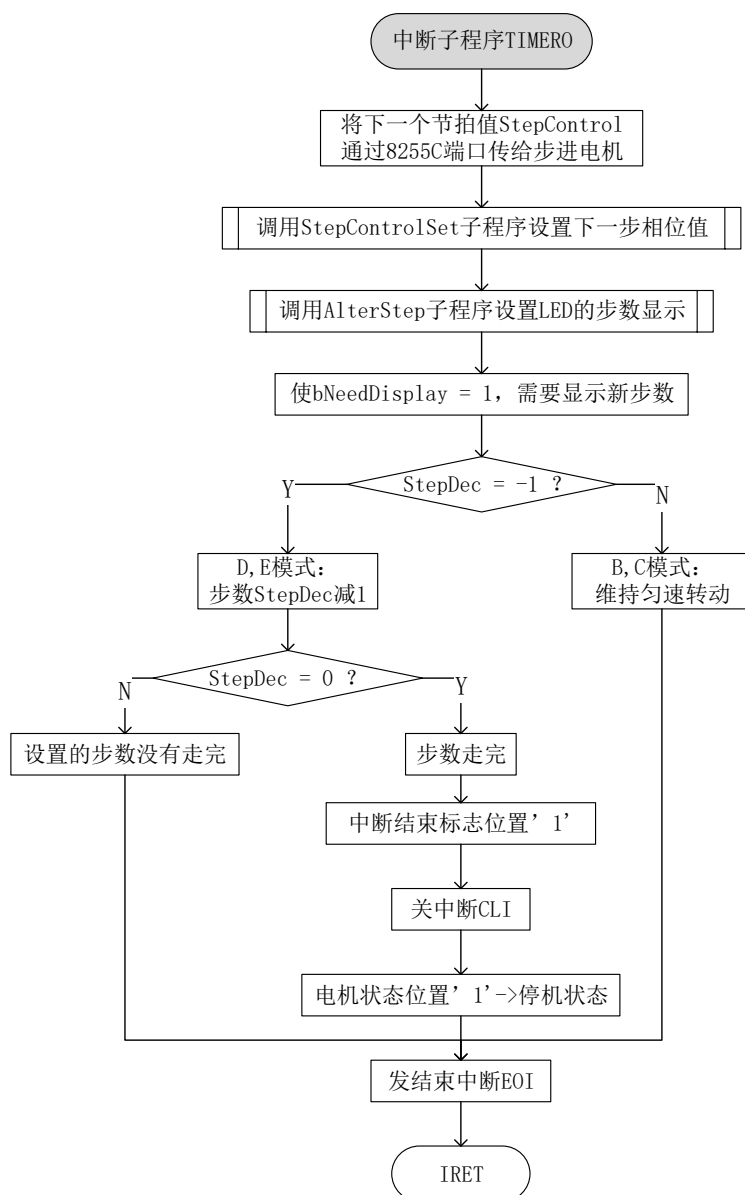 中断子程序TIMER0
将下一个节拍值StepControl
通过8255C端口传给步进电机
调用StepControlSet子程序设置下一步相位值
调用AlterStep子程序设置LED的步数显示
使bNeedDisplay = 1，需要显示新步数
StepDec = -1 ？
Y
N
D,E模式：
步数StepDec减1
B,C模式：
维持匀速转动
StepDec = 0 ？
N
Y
设置的步数没有走完
步数走完
中断结束标志位置’1'
关中断CLI
电机状态位置’1'->停机状态
发结束中断EOI
IRET